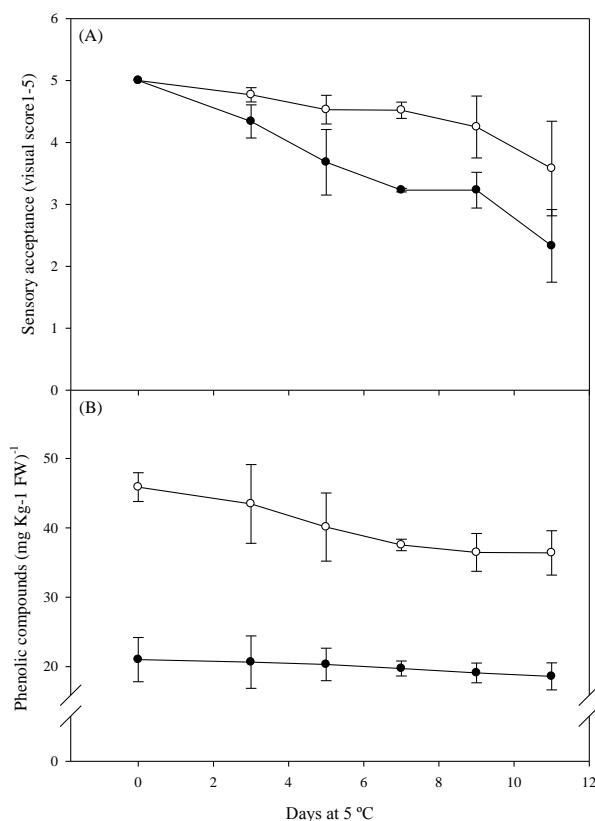 (A)
6
5
4
3
2
1
0
Sensory acceptance (visual score1-5)
(B)
50
40
30
20
0
Phenolic compounds (mg Kg-1 FW)-1
0 2 4 6 8 10 12
Days at 5 ºC